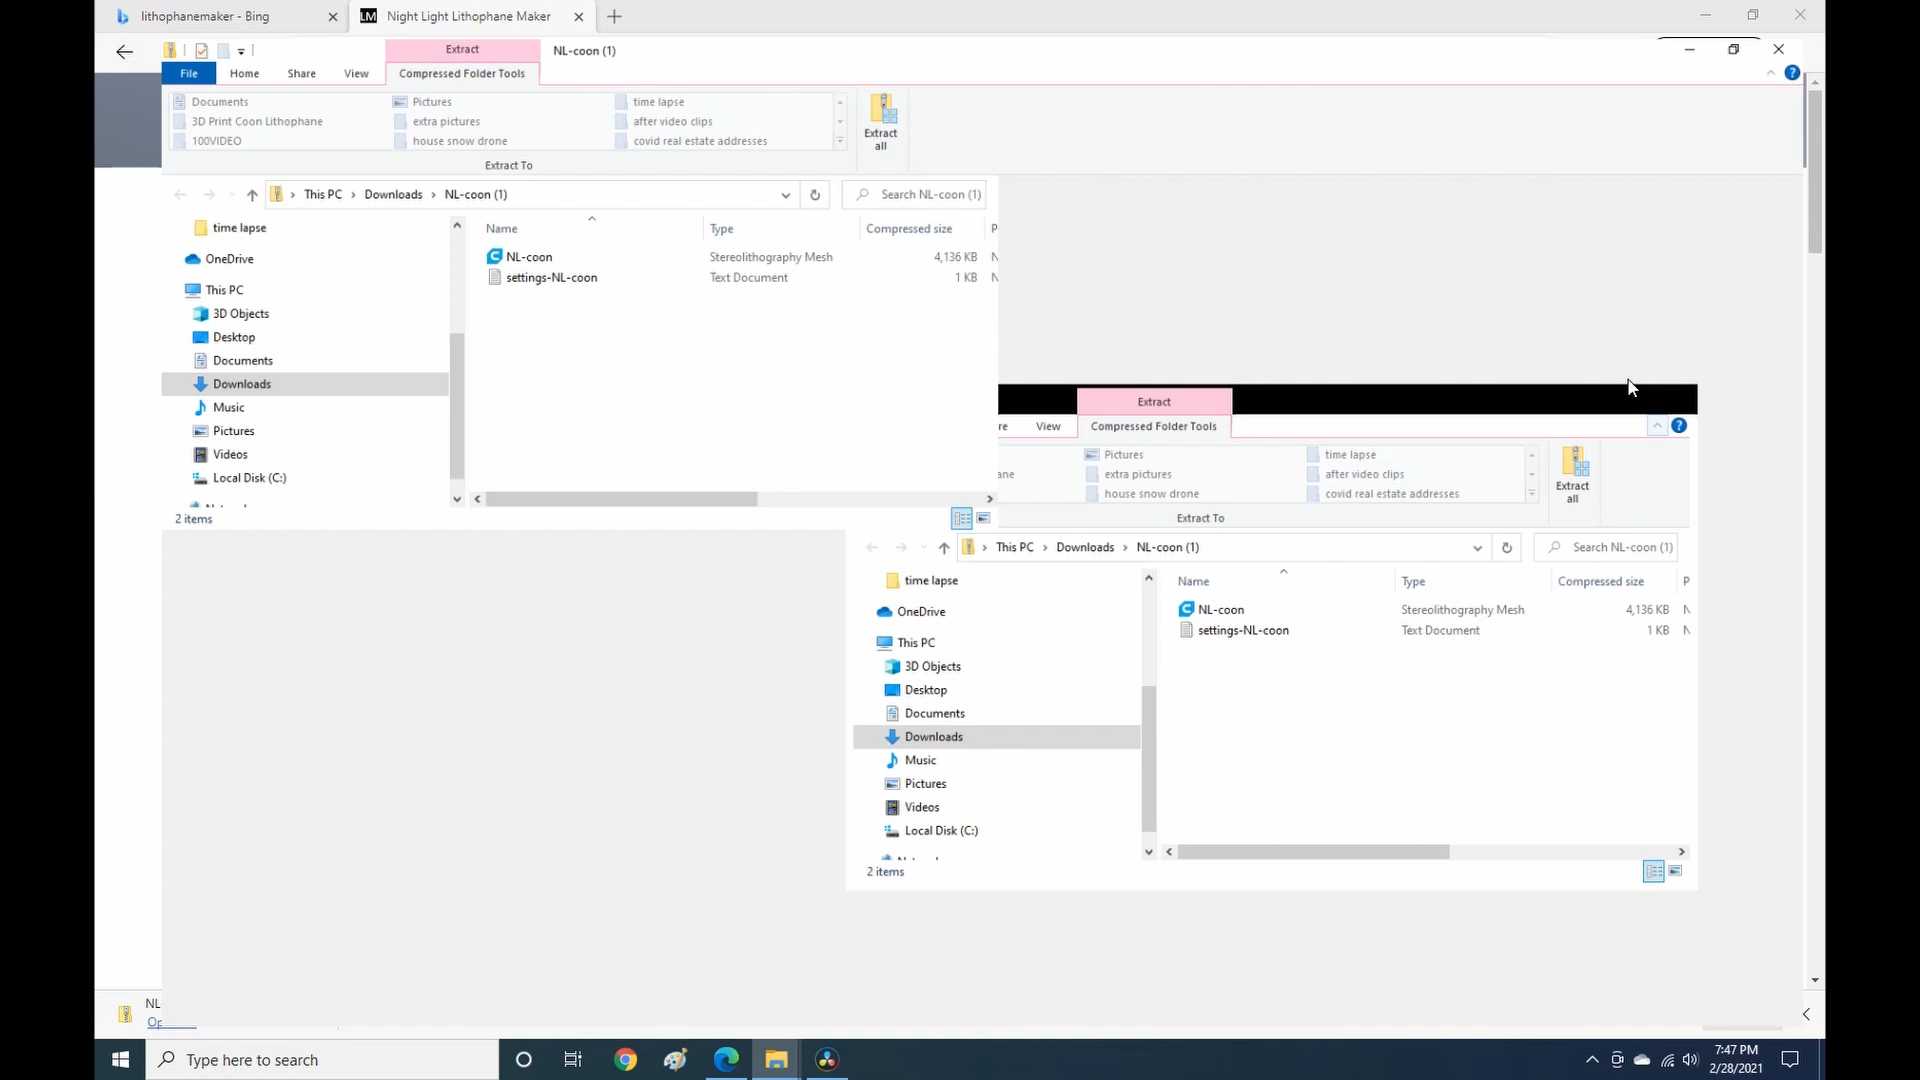 lithophanemaker - Bing
Night Light Lithophane Maker
Extract
NL-coon (1)
File
Home
Share
View
Compressed Folder Tools
Documents
Pictures
time lapse
3D Print Coon Lithophane
extra pictures
after video clips
100VIDEO
house snow drone
covid real estate addresses
Extract all
Extract To
This PC
Downloads
NL-coon (1)
Search NL-coon (1)
time lapse
OneDrive
This PC
3D Objects
Desktop
Documents
Downloads
Music
Pictures
Videos
Local Disk (C:)
Name
Type
Compressed size
P
NL-coon
Stereolithography Mesh
4,136 KB
N
settings-NL-coon
Text Document
1 KB
N
2 items
Extract
re
View
Compressed Folder Tools
Pictures
time lapse
ane
extra pictures
after video clips
house snow drone
covid real estate addresses
Extract all
Extract To
This PC
Downloads
NL-coon (1)
Search NL-coon (1)
time lapse
OneDrive
This PC
3D Objects
Desktop
Documents
Downloads
Music
Pictures
Videos
Local Disk (C:)
Name
Type
Compressed size
P
NL-coon
Stereolithography Mesh
4,136 KB
N
settings-NL-coon
Text Document
1 KB
N
2 items
NL
Op
Type here to search
7:47 PM
2/28/2021